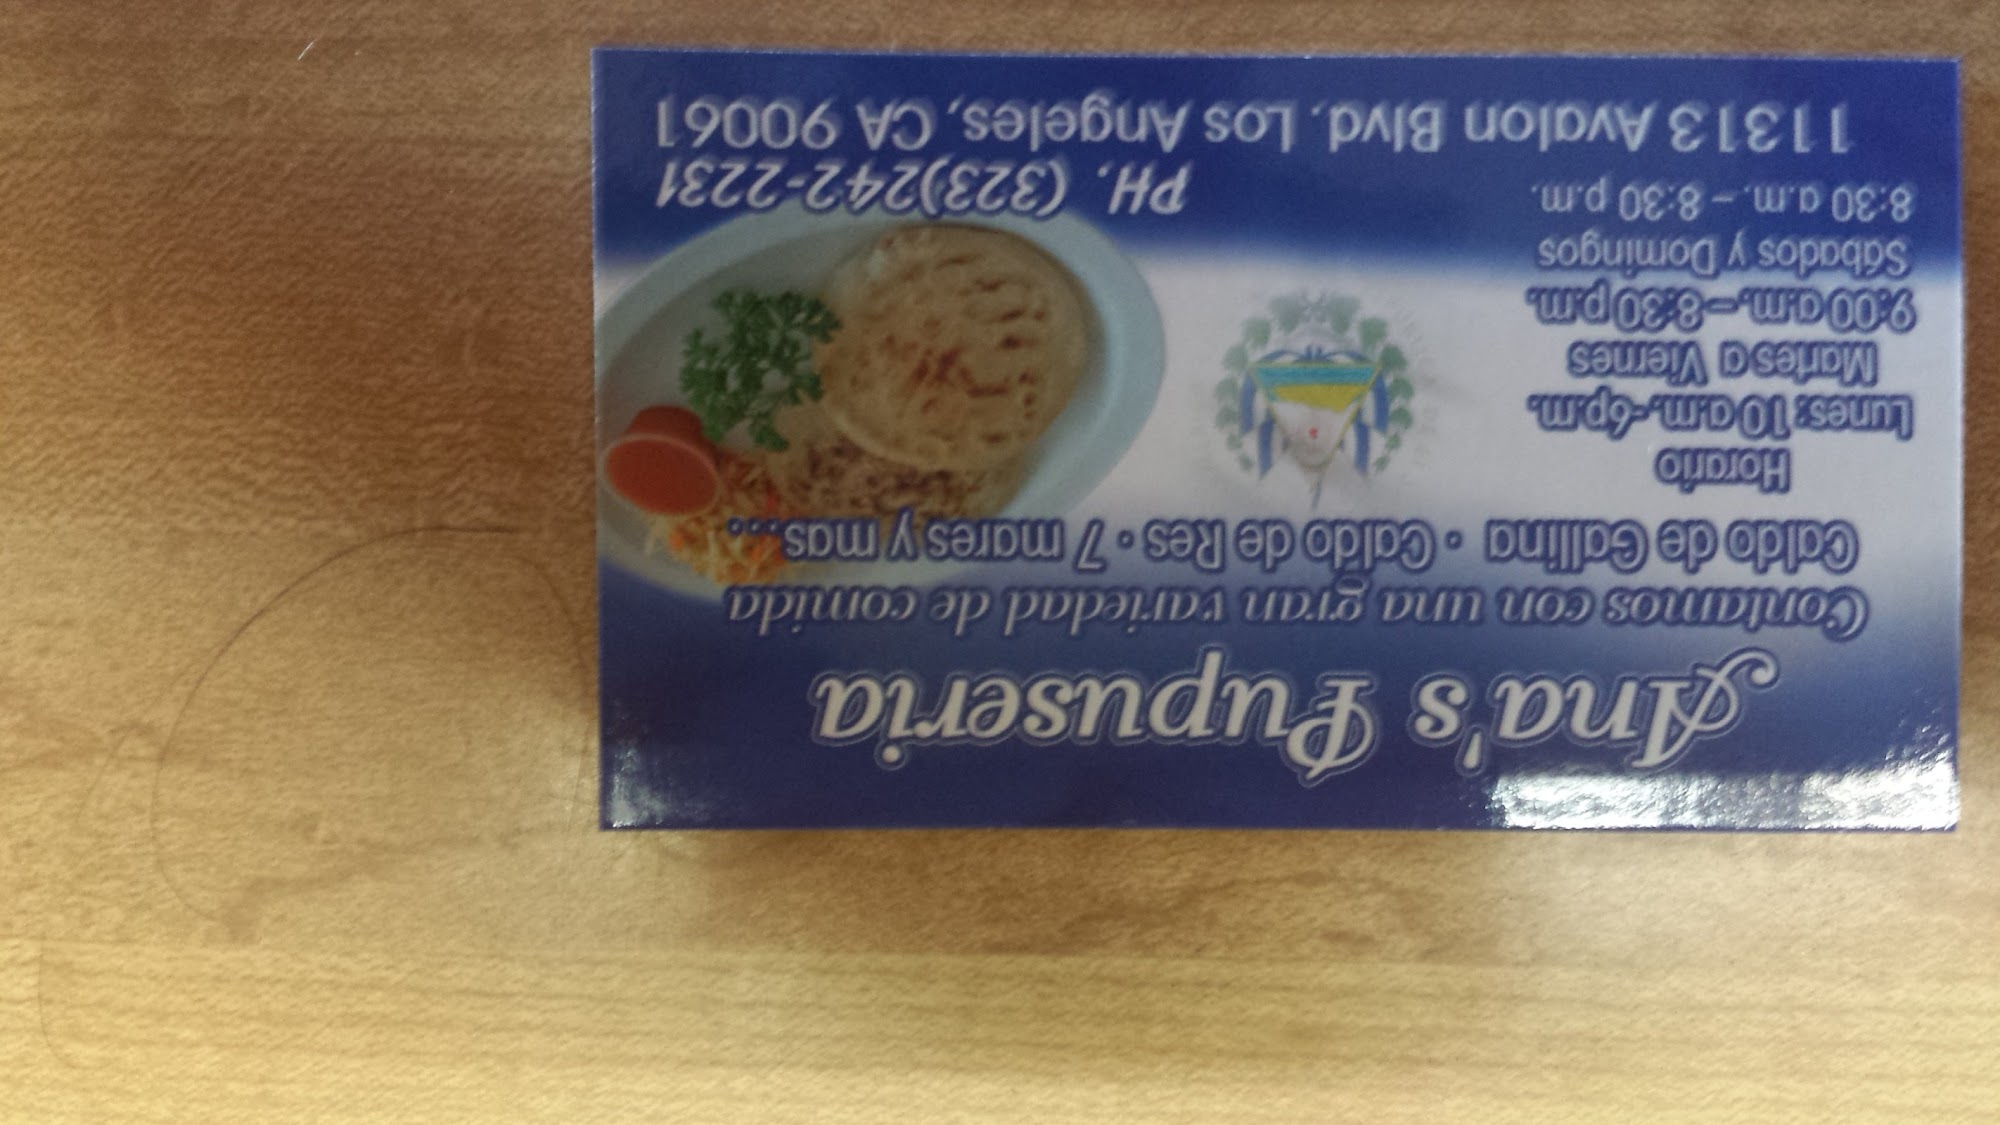 Ana's Pupuseria
Contamos con una gran variedad de comida
Caldo de Gallina • Caldo de Res • 7 mares y mas....
Horario
Lunes: 10 a.m.-6p.m.
Martes a Viernes
9:00 a.m. – 8:30 p.m.
Sábados y Domingos
8:30 a.m. – 8:30 p.m.
PH. (323)242-2231
11313 Avalon Blvd. Los Angeles, CA 90061